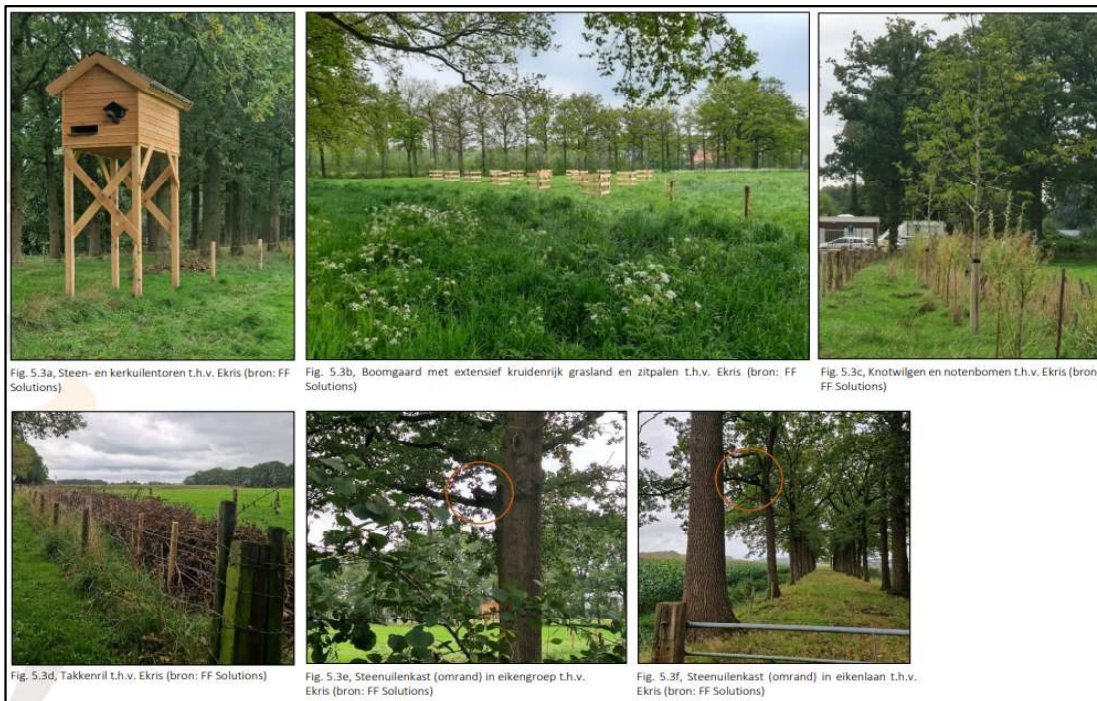 Fig. 5.3a, Steen- en kerkuilentoren t.h.v. Ekris (bron: FF
Solutions)
Fig. 5.3b, Boomgaard met extensief kruidenrijk grasland en zitpalen t.h.v. Ekris (bron: FF
Solutions)
Fig. 5.3c, Knotwilgen en notenbomen t.h.v. Ekris (bron:
FF Solutions)
Fig. 5.3d, Takkenril t.h.v. Ekris (bron: FF Solutions)
Fig. 5.3e, Steenuilenkast (omrand) in eikengroep t.h.v.
Ekris (bron: FF Solutions)
Fig. 5.3f, Steenuilenkast (omrand) in eikenlaan t.h.v.
Ekris (bron: FF Solutions)